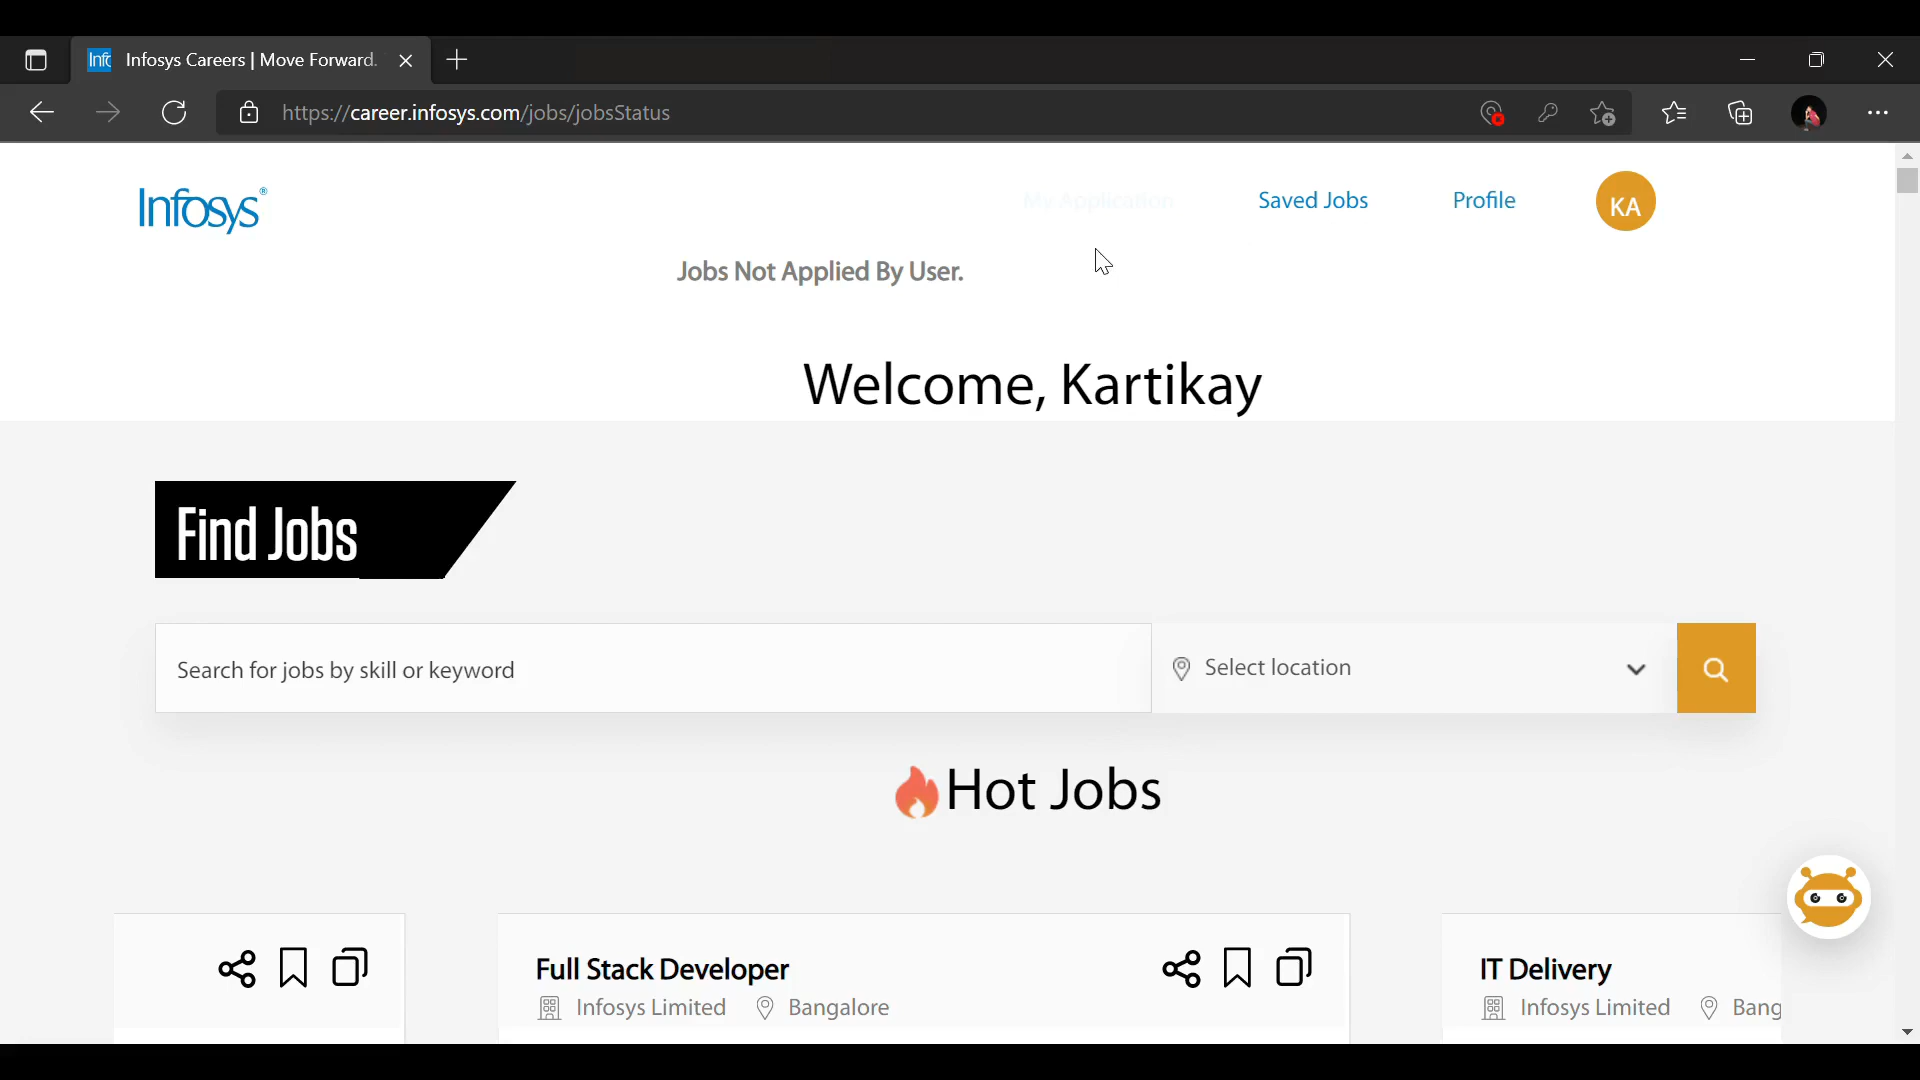 Infc Infosys Careers | Move Forward.
https://career.infosys.com/jobs/jobsStatus
Infosys® My Application Saved Jobs Profile KA
Jobs Not Applied By User.
Welcome, Kartikay
Find Jobs
Search for jobs by skill or keyword Select location
Hot Jobs
Full Stack Developer IT Delivery
Infosys Limited Bangalore Infosys Limited Bang